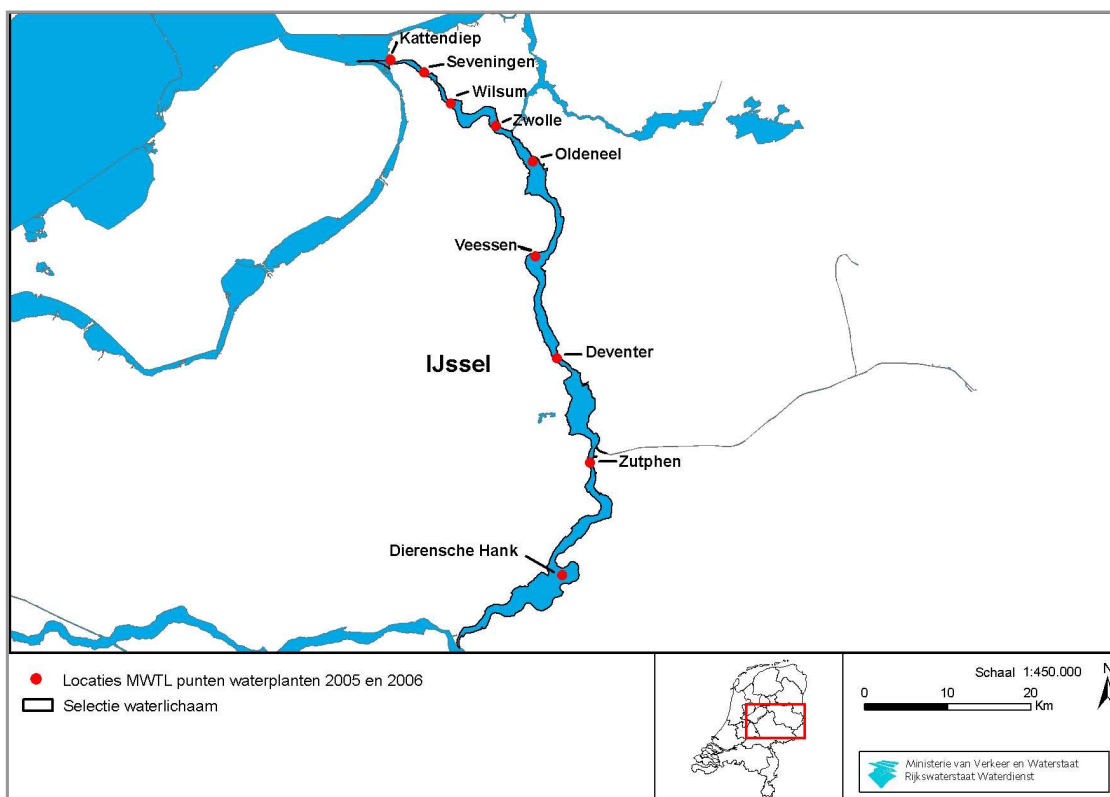 Kattendiep
Seveningen
Wilsum
Zwolle
Oldeneel
Veessen
IJssel
Deventer
Zutphen
Dierensche Hank
Locaties MWTL punten waterplanten 2005 en 2006
Selectie waterlichaam
Schaal 1:450.000
N
0 10 20
Km
Ministerie van Verkeer en Waterstaat
Rijkswaterstaat Waterdienst